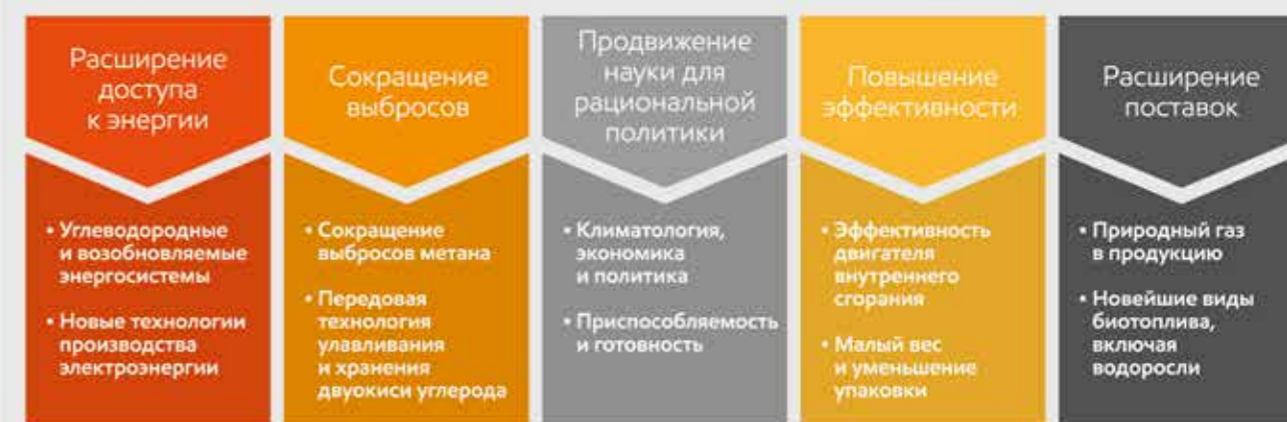 Расширение
доступа
к энергии
• Углеводородные
и возобновляемые
энергосистемы
• Новые технологии
производства
электроэнергии
Сокращение
выбросов
• Сокращение
выбросов метана
• Передовая
технология
улавливания
и хранения
двуокиси углерода
Продвижение
науки для
рациональной
политики
• Климатология,
экономика
и политика
• Приспособляемость
и готовность
Повышение
эффективности
• Эффективность
двигателя
внутреннего
сгорания
• Малый вес
и уменьшение
упаковки
Расширение
поставок
• Природный газ
в продукцию
• Новейшие виды
биотоплива,
включая
водоросли